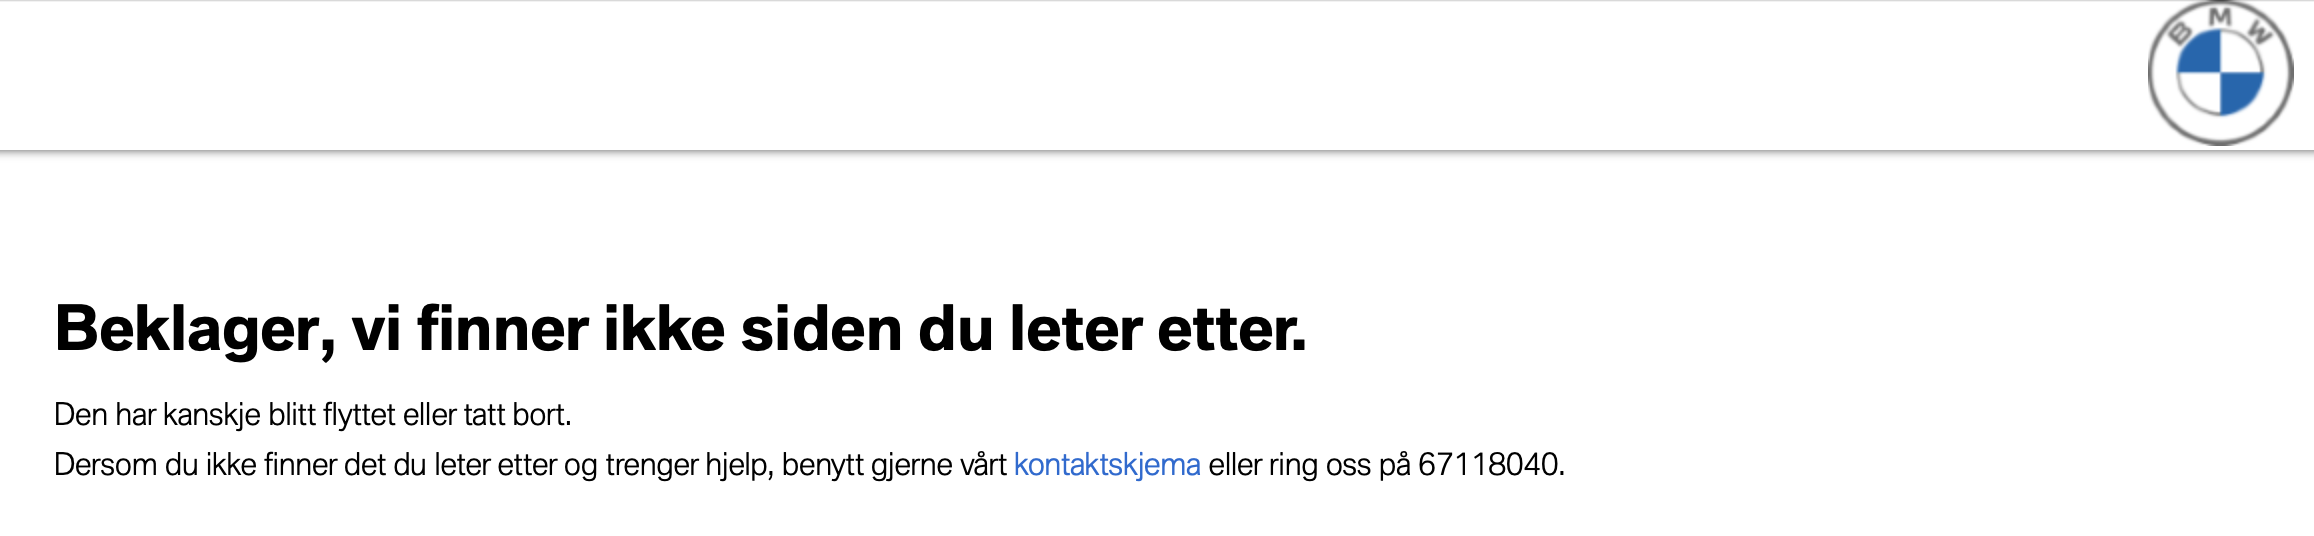 BMW
Beklager, vi finner ikke siden du leter etter.
Den har kanskje blitt flyttet eller tatt bort.
Dersom du ikke finner det du leter etter og trenger hjelp, benytt gjerne vårt kontaktskjema eller ring oss på 67118040.